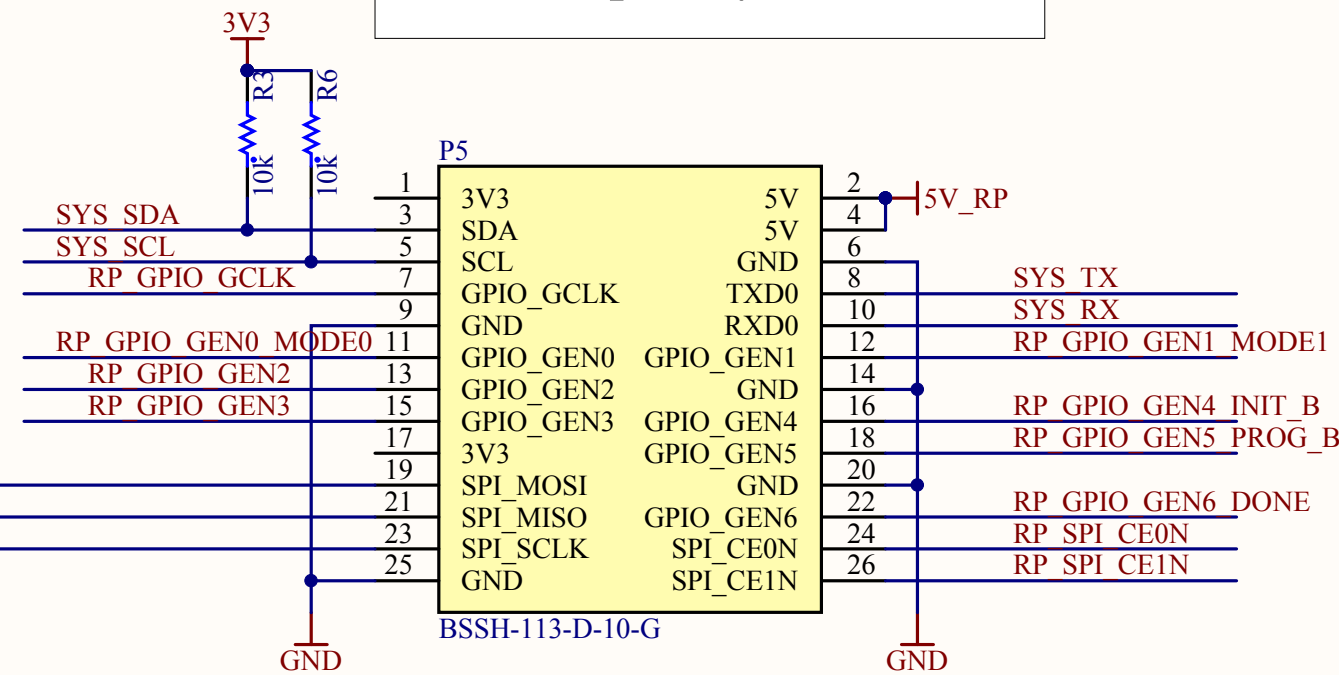 3V3
R3
R6
10k
10k
P5
1 3V3 5V 2
5V_RP
SYS_SDA 3 SDA 5V 4
SYS_SCL 5 SCL GND 6
RP_GPIO_GCLK 7 GPIO_GCLK TXD0 8 SYS_TX
9 GND RXD0 10 SYS_RX
RP_GPIO_GEN0_MODE0 11 GPIO_GEN0 GPIO_GEN1 12 RP_GPIO_GEN1_MODE1
RP_GPIO_GEN2 13 GPIO_GEN2 GND 14
RP_GPIO_GEN3 15 GPIO_GEN3 GPIO_GEN4 16 RP_GPIO_GEN4_INIT_B
17 3V3 GPIO_GEN5 18 RP_GPIO_GEN5_PROG_B
19 SPI_MOSI GND 20
21 SPI_MISO GPIO_GEN6 22 RP_GPIO_GEN6_DONE
23 SPI_SCLK SPI_CE0N 24 RP_SPI_CE0N
25 GND SPI_CE1N 26 RP_SPI_CE1N
BSSH-113-D-10-G
GND
GND